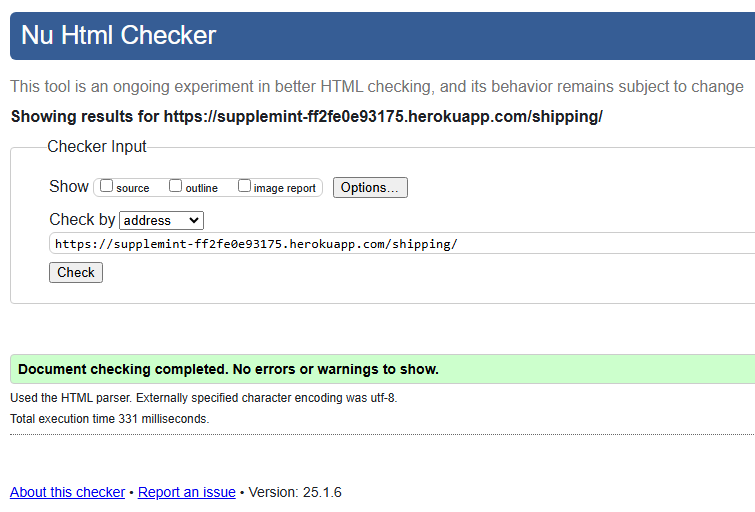 Nu Html Checker
This tool is an ongoing experiment in better HTML checking, and its behavior remains subject to change
Showing results for https://supplemint-ff2fe0e93175.herokuapp.com/shipping/
Checker Input
Show source outline image report Options...
Check by address
https://supplemint-ff2fe0e93175.herokuapp.com/shipping/
Check
Document checking completed. No errors or warnings to show.
Used the HTML parser. Externally specified character encoding was utf-8.
Total execution time 331 milliseconds.
About this checker • Report an issue • Version: 25.1.6